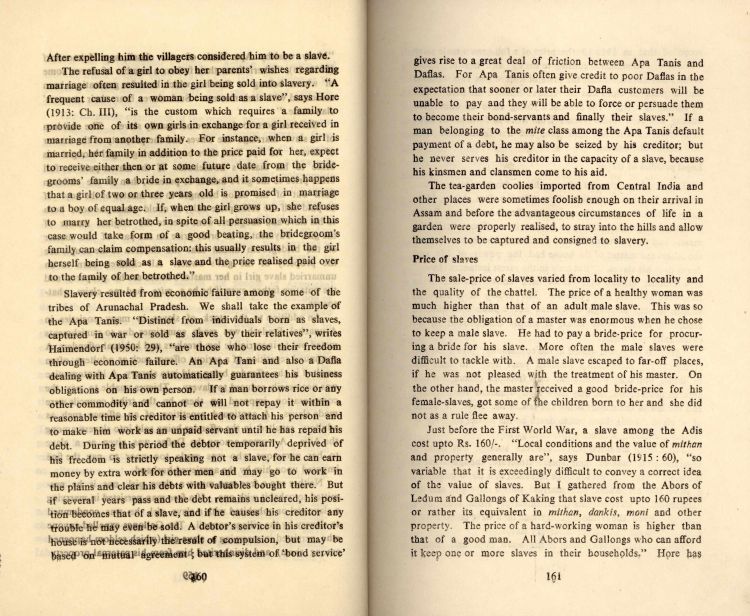 After expelling him the villagers considered him to be a slave.
The refusal of a girl to obey her parents' wishes regarding
marriage often resulted in the girl being sold into slavery. "A
frequent cause of a woman being sold as a slave", says Hore
(1913: Ch. III), "is the custom which requires a family to
provide one of its own girls in exchange for a girl received in
marriage from another family. For instance, when a girl is
married, her family in addition to the price paid for her, expect
to receive either then or at some future date from the bride-
grooms' family a bride in exchange, and it sometimes happens
that a girl of two or three years old is promised in marriage
to a boy of equal age. If, when the girl grows up, she refuses
to marry her betrothed, in spite of all persuasion which in this
case would take form of a good beating, the bridegroom's
family can claim compensation: this usually results in the girl
herself being sold as a slave and the price realised paid over
to the family of her betrothed."
Slavery resulted from economic failure among some of the
tribes of Arunachal Pradesh. We shall take the example of
the Apa Tanis. "Distinct from individuals born as slaves,
captured in war or sold as slaves by their relatives", writes
Haimendorf (1950: 29), "are those who lose their freedom
through economic failure. An Apa Tani and also a Dafla
dealing with Apa Tanis automatically guarantees his business
obligations on his own person. If a man borrows rice or any
other commodity and cannot or will not repay it within a
reasonable time his creditor is entitled to attach his person and
to make him work as an unpaid servant until he has repaid his
debt. During this period the debtor temporarily deprived of
his freedom is strictly speaking not a slave, for he can earn
money by extra work for other men and may go to work in
the plains and clear his debts with valuables bought there. But
if several years pass and the debt remains uncleared, his posi-
tion becomes that of a slave, and if he causes his creditor any
trouble he may even be sold. A debtor's service in his creditor's
house is not necessarily the result of compulsion, but may be
based on mutual agreement; but this system of 'bond service'
160
gives rise to a great deal of friction between Apa Tanis and
Daflas. For Apa Tanis often give credit to poor Daflas in the
expectation that sooner or later their Dafla customers will be
unable to pay and they will be able to force or persuade them
to become their bond-servants and finally their slaves." If a
man belonging to the mite class among the Apa Tanis default
payment of a debt, he may also be seized by his creditor; but
he never serves his creditor in the capacity of a slave, because
his kinsmen and clansmen come to his aid.
The tea-garden coolies imported from Central India and
other places were sometimes foolish enough on their arrival in
Assam and before the advantageous circumstances of life in a
garden were properly realised, to stray into the hills and allow
themselves to be captured and consigned to slavery.
Price of slaves
The sale-price of slaves varied from locality to locality and
the quality of the chattel. The price of a healthy woman was
much higher than that of an adult male slave. This was so
because the obligation of a master was enormous when he chose
to keep a male slave. He had to pay a bride-price for procur-
ing a bride for his slave. More often the male slaves were
difficult to tackle with. A male slave escaped to far-off places,
if he was not pleased with the treatment of his master. On
the other hand, the master received a good bride-price for his
female-slaves, got some of the children born to her and she did
not as a rule flee away.
Just before the First World War, a slave among the Adis
cost upto Rs. 160/-. "Local conditions and the value of mithan
and property generally are", says Dunbar (1915: 60), "so
variable that it is exceedingly difficult to convey a correct idea
of the value of slaves. But I gathered from the Abors of
Ledum and Gallongs of Kaking that slave cost upto 160 rupees
or rather its equivalent in mithan, dankis, moni and other
property. The price of a hard-working woman is higher than
that of a good man. All Abors and Gallongs who can afford
it keep one or more slaves in their households." Hore has
161